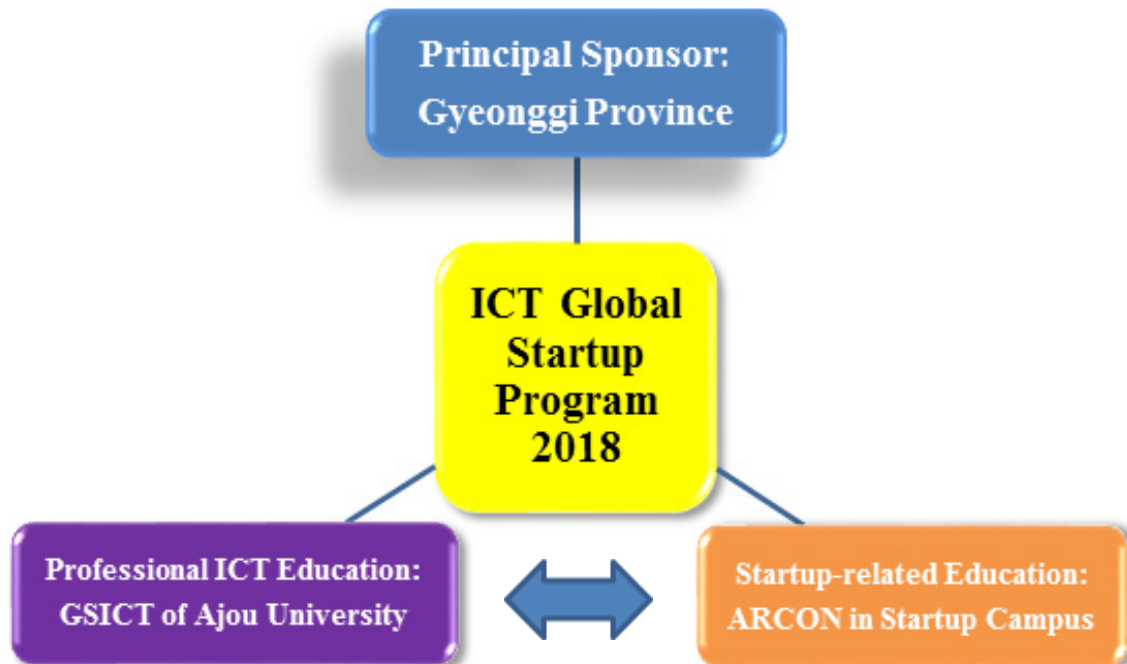 Principal Sponsor:
Gyeonggi Province
ICT Global
Startup
Program
2018
Professional ICT Education:
GSICT of Ajou University
Startup-related Education:
ARCON in Startup Campus